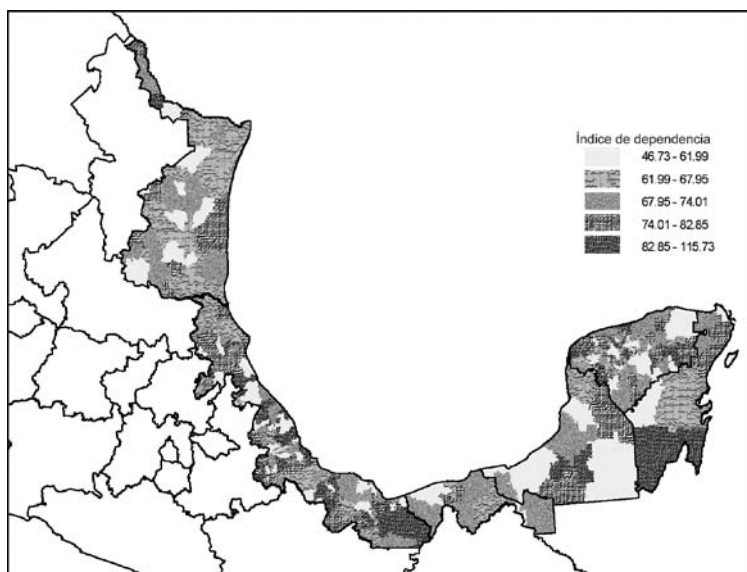 Índice de dependencia
46.73 - 61.99
61.99 - 67.95
67.95 - 74.01
74.01 - 82.85
82.85 - 115.73